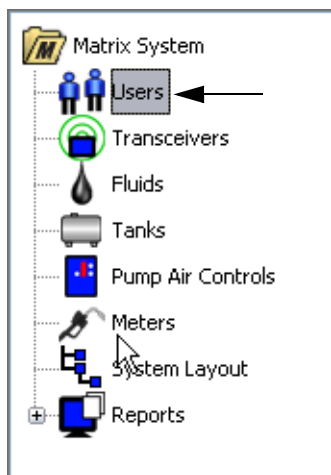 Matrix System
Users
Transceivers
Fluids
Tanks
Pump Air Controls
Meters
System Layout
Reports